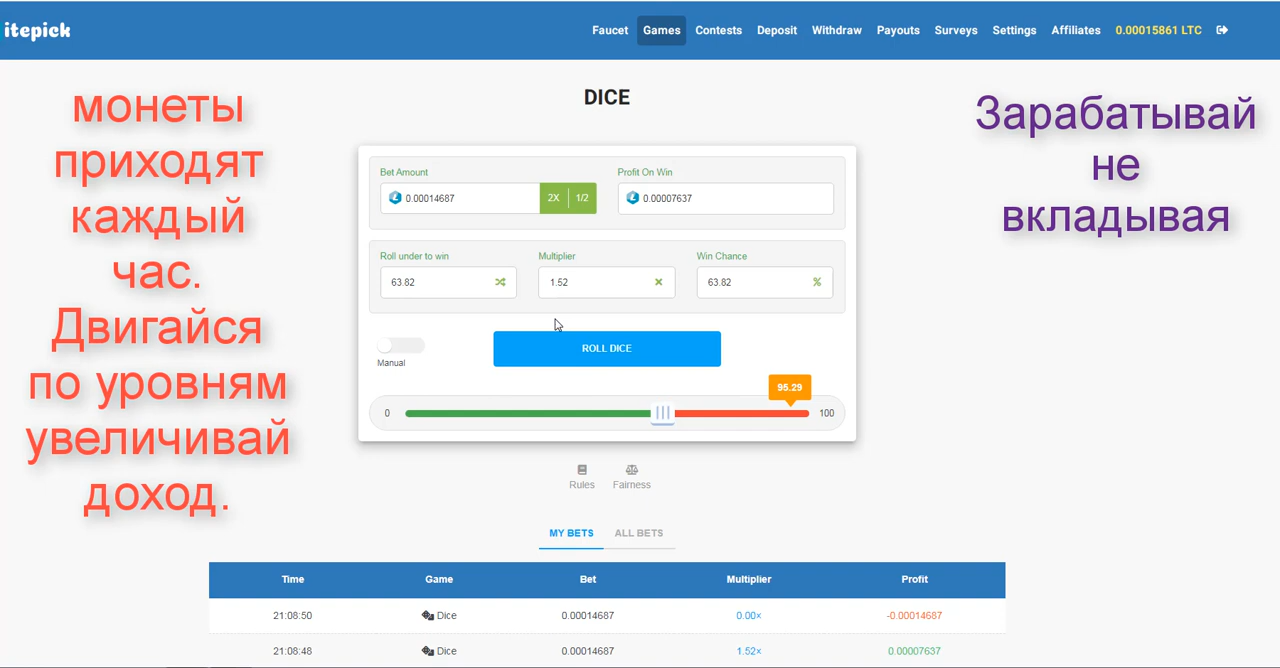 itepick
Faucet Games Contests Deposit Withdraw Payouts Surveys Settings Affiliates 0.00015861 LTC
монеты
приходят
каждый
час.
Двигайся
по уровням
увеличивай
доход.
Зарабатывай
не
вкладывая
DICE
Bet Amount Profit On Win
0.00014687 2X 1/2 0.00007637
Roll under to win Multiplier Win Chance
63.82 1.52 63.82 %
Manual
ROLL DICE
95.29
0 100
Rules Fairness
MY BETS ALL BETS
Time Game Bet Multiplier Profit
21:08:50 Dice 0.00014687 0.00× -0.00014687
21:08:48 Dice 0.00014687 1.52× 0.00007637